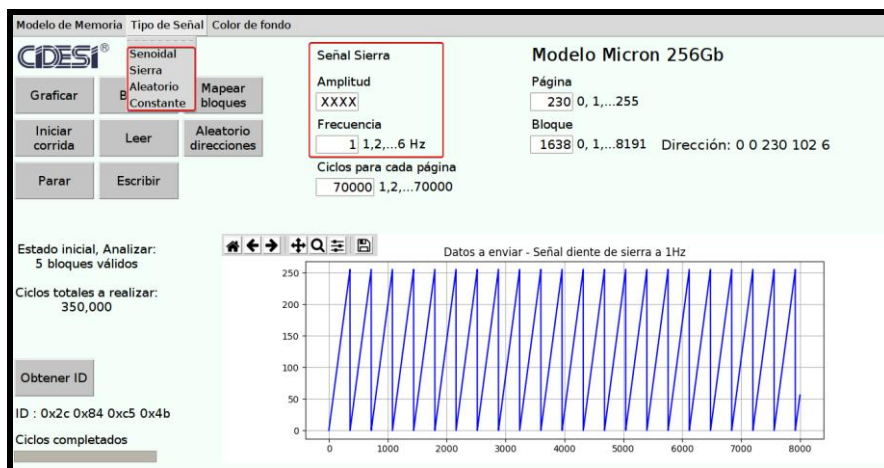 Modelo de Memoria Tipo de Señal Color de fondo
CIDESI®
Senoidal
Sierra
Aleatorio
Constante
Graficar
B
Mapear
bloques
Iniciar
corrida
Leer
Aleatorio
direcciones
Parar
Escribir
Señal Sierra
Amplitud
XXXX
Frecuencia
1 1,2,...6 Hz
Ciclos para cada página
70000 1,2,...70000
Modelo Micron 256Gb
Página
230 0, 1,...255
Bloque
1638 0, 1,...8191 Dirección: 0 0 230 102 6
Estado inicial, Analizar:
5 bloques válidos
Ciclos totales a realizar:
350,000
Obtener ID
ID : 0x2c 0x84 0xc5 0x4b
Ciclos completados
Datos a enviar - Señal diente de sierra a 1Hz
250
200
150
100
50
0
0 1000 2000 3000 4000 5000 6000 7000 8000